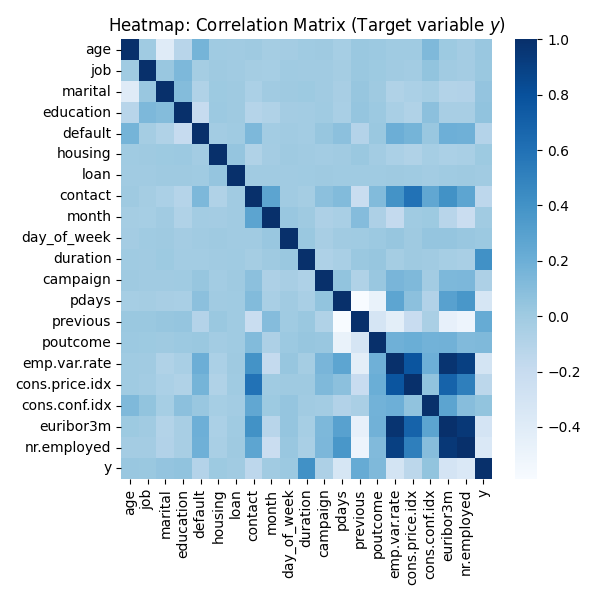 Heatmap: Correlation Matrix (Target variable y)
age
job
marital
education
default
housing
loan
contact
month
day_of_week
duration
campaign
pdays
previous
poutcome
emp.var.rate
cons.price.idx
cons.conf.idx
euribor3m
nr.employed
y
age
job
marital
education
default
housing
loan
contact
month
day_of_week
duration
campaign
pdays
previous
poutcome
emp.var.rate
cons.price.idx
cons.conf.idx
euribor3m
nr.employed
y
1.0
0.8
0.6
0.4
0.2
0.0
−0.2
−0.4